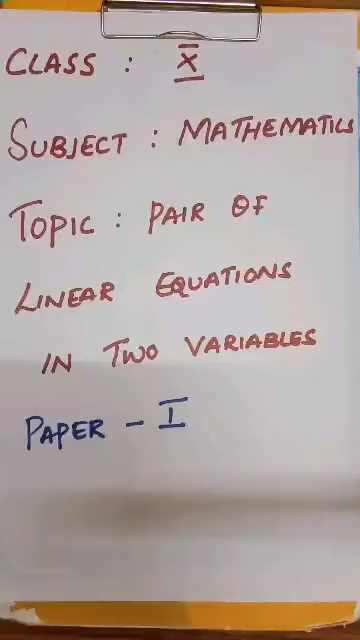 CLASS : X
SUBJECT : MATHEMATICS
TOPIC : PAIR OF
LINEAR EQUATIONS
IN TWO VARIABLES
PAPER - I